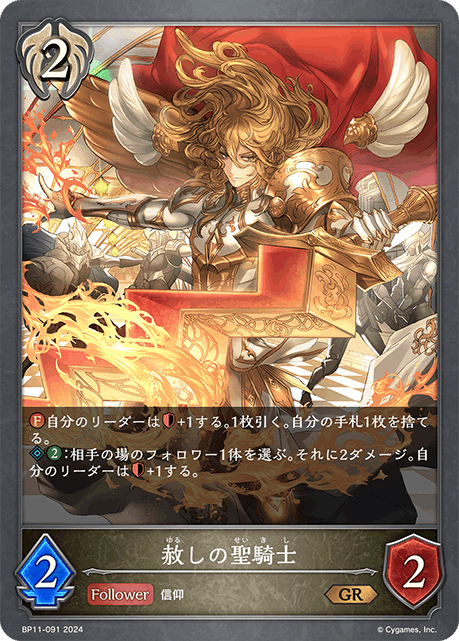 2
F自分のリーダーは+1する。1枚引く。自分の手札1枚を捨て
る。
2:相手の場のフォロワー1体を選ぶ。それに2ダメージ。自
分のリーダーは+1する。
赦しの聖騎士
ゆる せいきし
2 Follower 信仰 GR 2
BP11-091 2024 © Cygames, Inc.